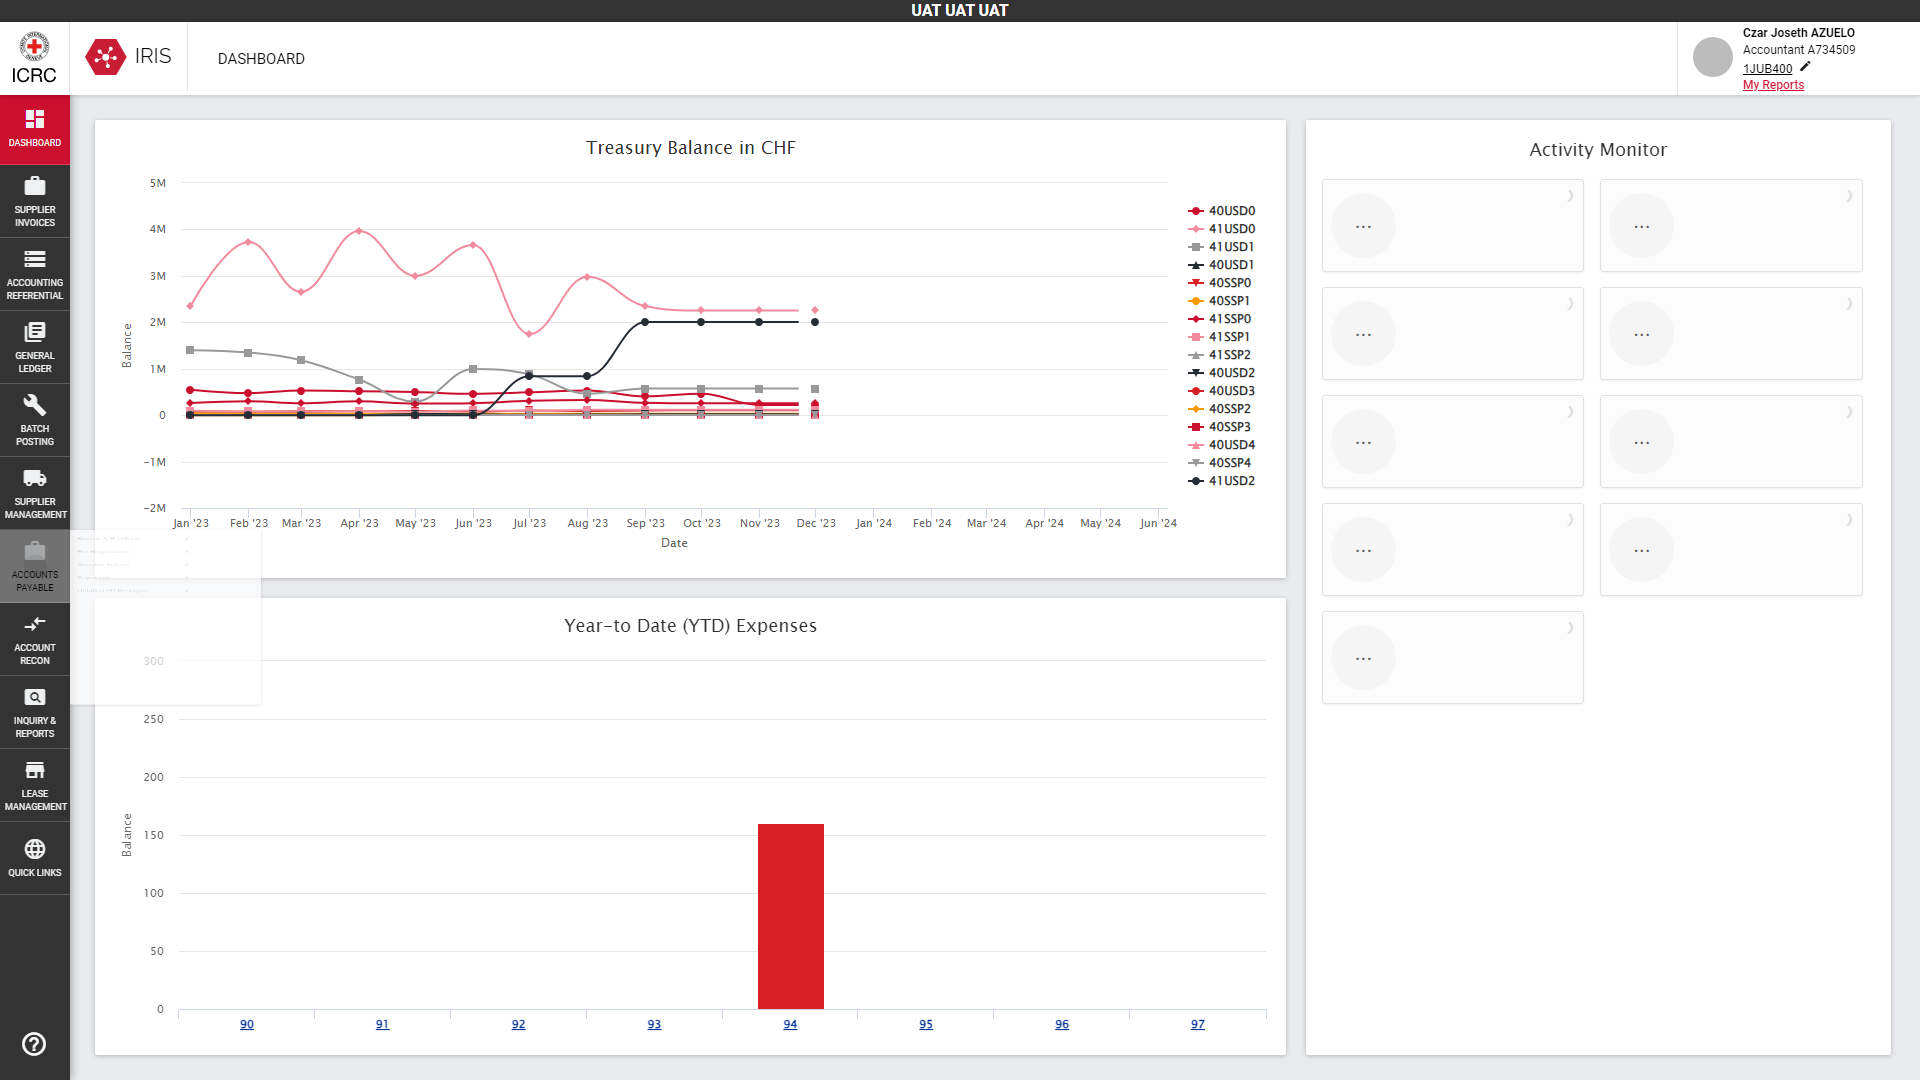 UAT UAT UAT
ICRC
IRIS
DASHBOARD
Czar Joseth AZUELO
Accountant A734509
1JUB400
My Reports
DASHBOARD
SUPPLIER
INVOICES
ACCOUNTING
REFERENTIAL
GENERAL
LEDGER
BATCH
POSTING
SUPPLIER
MANAGEMENT
ACCOUNTS
PAYABLE
ACCOUNT
RECON
INQUIRY &
REPORTS
LEASE
MANAGEMENT
QUICK LINKS
Treasury Balance in CHF
Balance
5M
4M
3M
2M
1M
0
-1M
-2M
Jan '23 Feb '23 Mar '23 Apr '23 May '23 Jun '23 Jul '23 Aug '23 Sep '23 Oct '23 Nov '23 Dec '23 Jan '24 Feb '24 Mar '24 Apr '24 May '24 Jun '24
Date
40USD0
41USD0
41USD1
40USD1
40SSP0
40SSP1
41SSP0
41SSP1
41SSP2
40USD2
40USD3
40SSP2
40SSP3
40USD4
40SSP4
41USD2
Year-to Date (YTD) Expenses
Balance
300
250
200
150
100
50
0
90 91 92 93 94 95 96 97
Activity Monitor
... ...
... ...
... ...
... ...
...